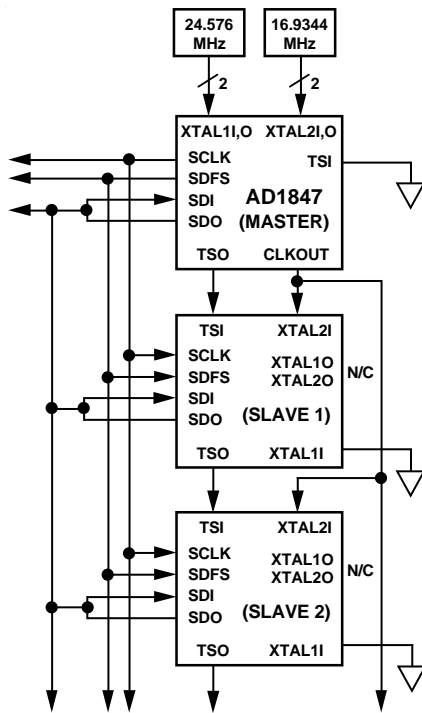 24.576
MHz
16.9344
MHz
2
2
XTAL1I,O XTAL2I,O
SCLK
TSI
SDFS
SDI
AD1847
(MASTER)
SDO
TSO CLKOUT
TSI XTAL2I
SCLK
XTAL1O
XTAL2O
N/C
SDFS
SDI
SDO
(SLAVE 1)
TSO XTAL1I
TSI XTAL2I
SCLK
XTAL1O
XTAL2O
N/C
SDFS
SDI
SDO
(SLAVE 2)
TSO XTAL1I